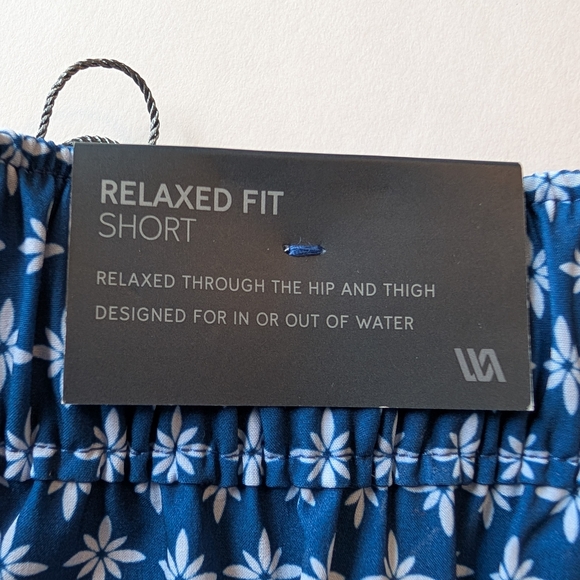 RELAXED FIT
SHORT
RELAXED THROUGH THE HIP AND THIGH
DESIGNED FOR IN OR OUT OF WATER